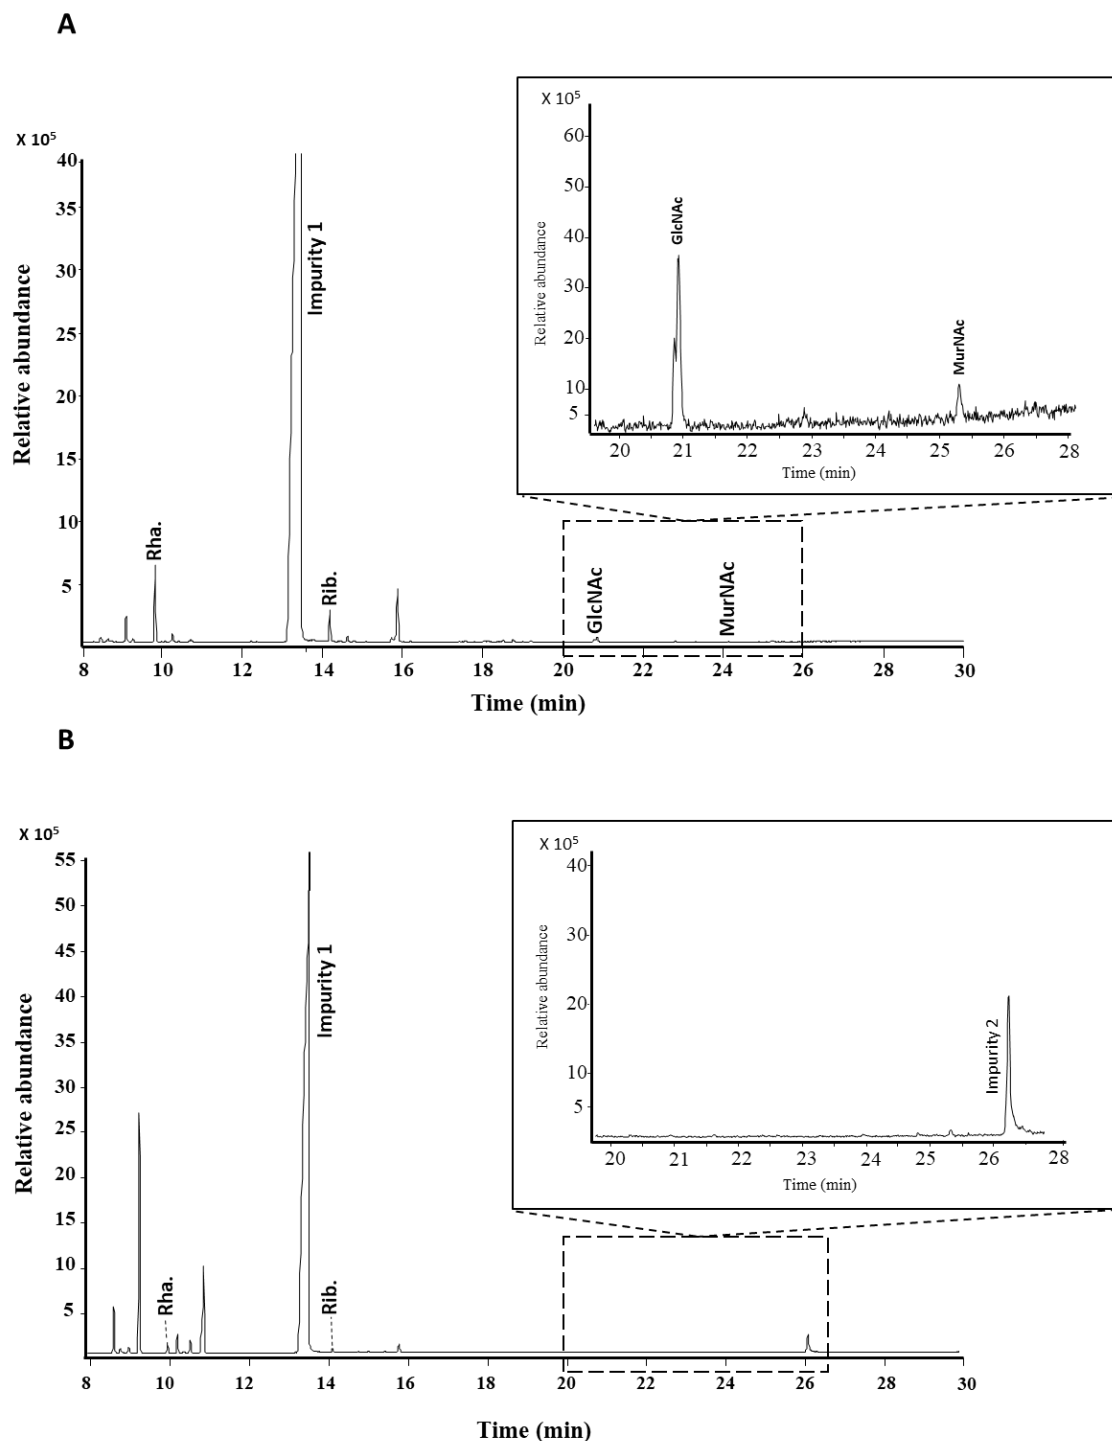 A
X 10⁵
Relative abundance
60
50
40
30
20
10
5
GlcNAc
MurNAc
20 21 22 23 24 25 26 28
Time (min)
X 10⁵
Relative abundance
40
35
30
25
20
15
10
5
Rha.
Impurity 1
Rib.
GlcNAc
MurNAc
8 10 12 14 16 18 20 22 24 26 28 30
Time (min)
B
X 10⁵
Relative abundance
40
30
20
10
5
Impurity 2
20 21 22 23 24 25 26 28
Time (min)
X 10⁵
Relative abundance
55
50
45
40
35
30
25
20
15
10
5
Rha.
Impurity 1
Rib.
8 10 12 14 16 18 20 22 24 26 28 30
Time (min)